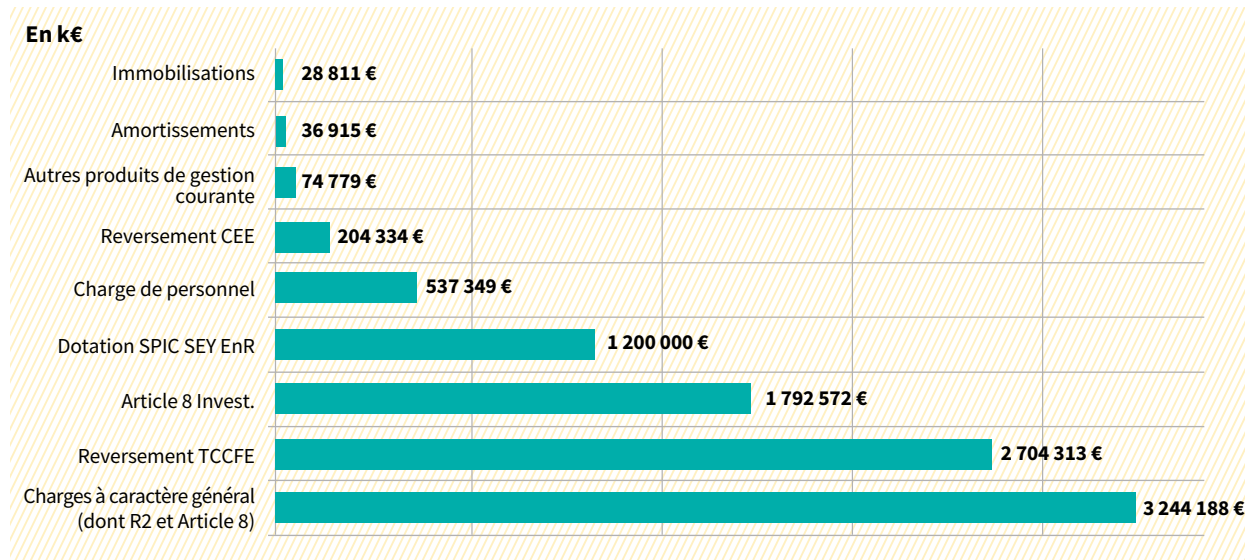 En k€
Immobilisations 28 811 €
Amortissements 36 915 €
Autres produits de gestion
courante 74 779 €
Reversement CEE 204 334 €
Charge de personnel 537 349 €
Dotation SPIC SEY EnR 1 200 000 €
Article 8 Invest. 1 792 572 €
Reversement TCCFE 2 704 313 €
Charges à caractère général
(dont R2 et Article 8) 3 244 188 €